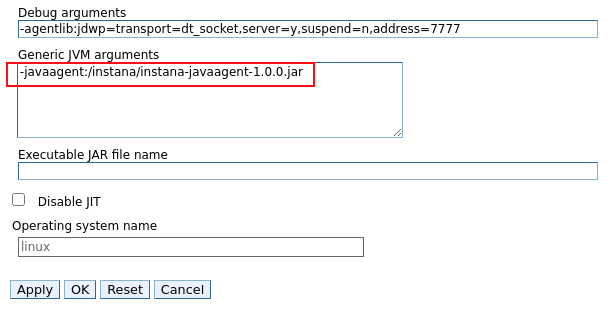 Debug arguments
-agentlib:jdwp=transport=dt_socket,server=y,suspend=n,address=7777
Generic JVM arguments
-javaagent:/instana/instana-javaagent-1.0.0.jar
Executable JAR file name
Disable JIT
Operating system name
linux
Apply OK Reset Cancel